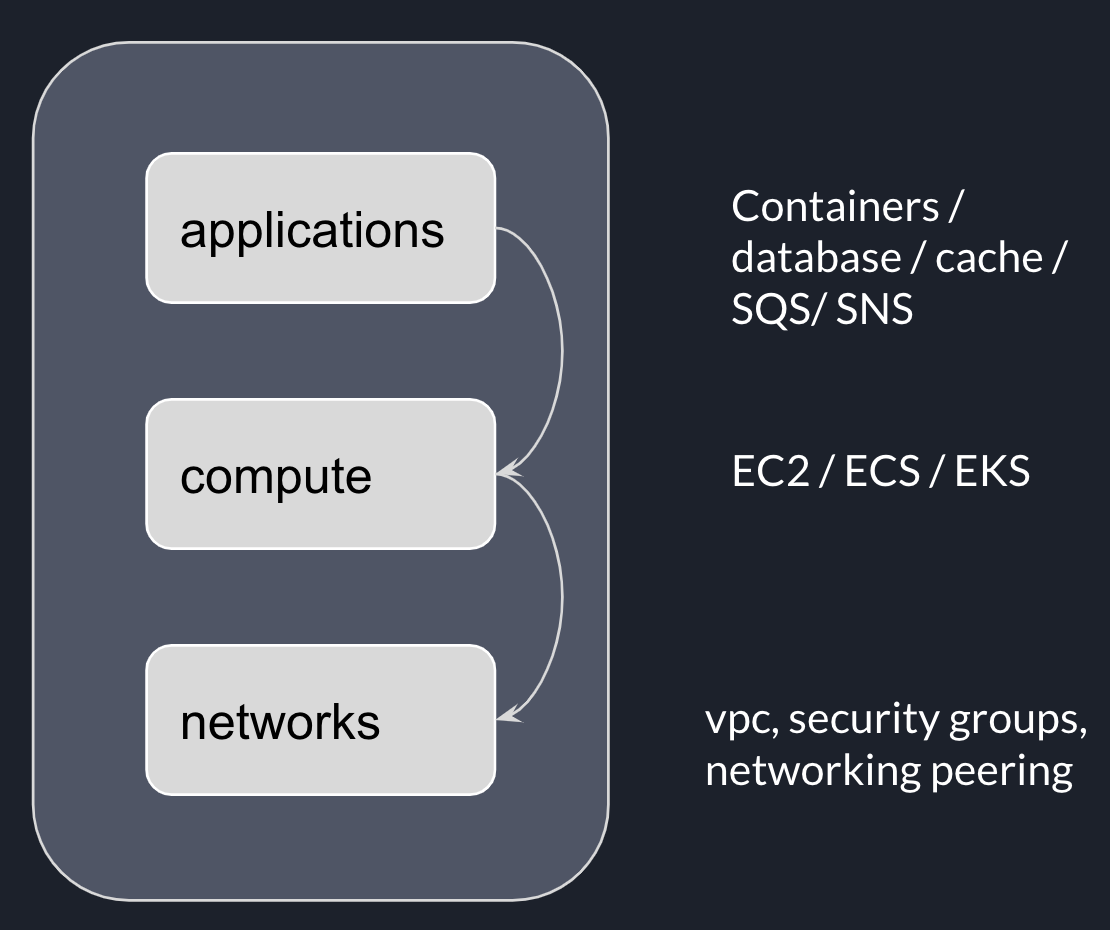 applications
Containers /
database / cache /
SQS/ SNS
compute
EC2 / ECS / EKS
networks
vpc, security groups,
networking peering